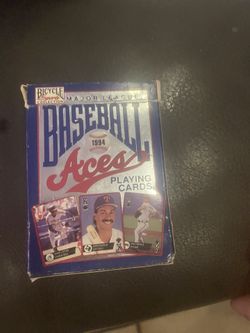 BICYCLE
MAJOR LEAGUE
BASEBALL
1994
Aces
PLAYING
CARDS